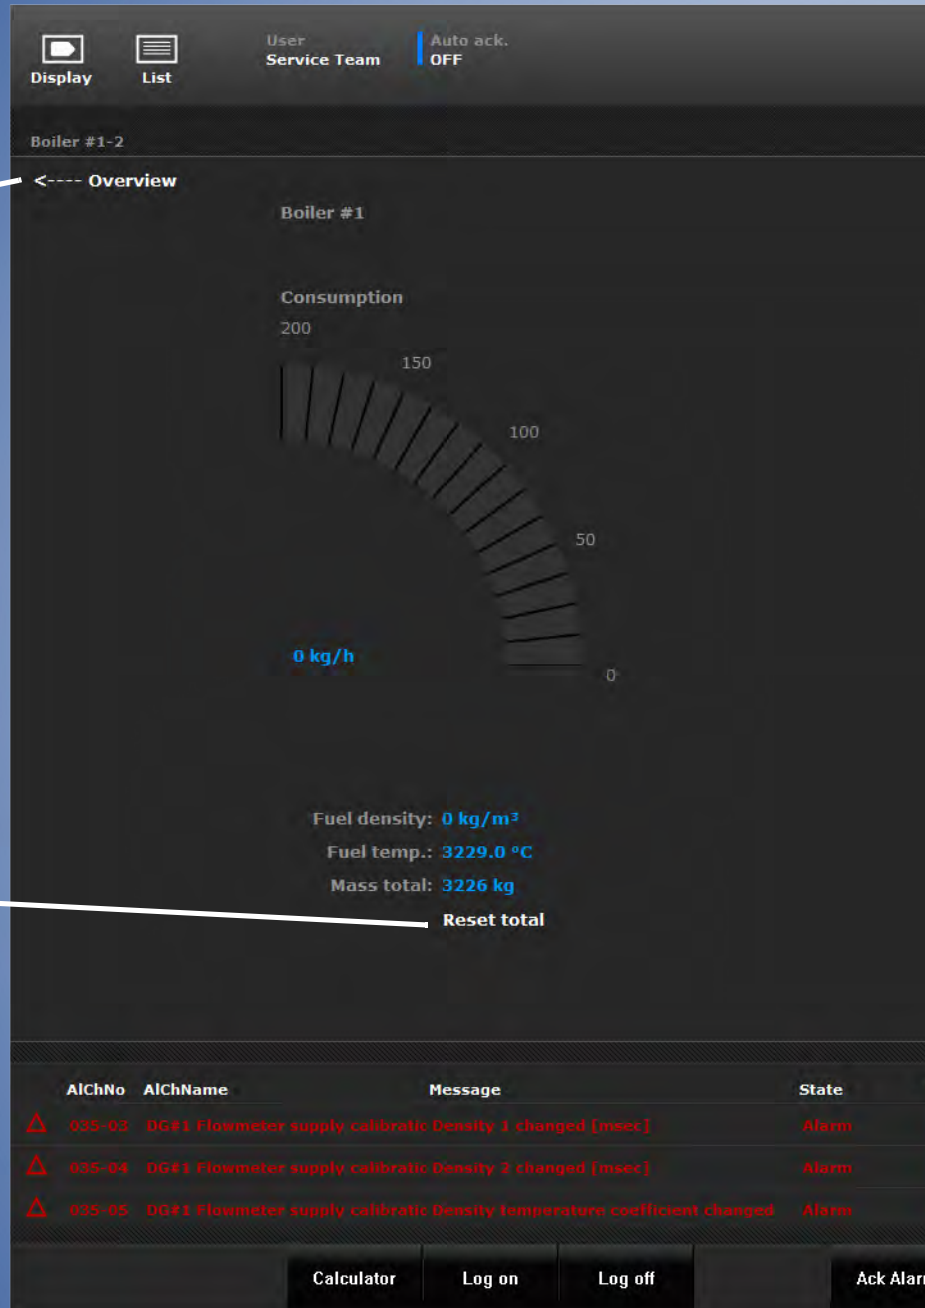 User Auto ack.
Display List Service Team OFF
Boiler #1-2
<---- Overview
Boiler #1
Consumption
200
150
100
50
0 kg/h
0
Fuel density: 0 kg/m³
Fuel temp.: 3229.0 °C
Mass total: 3226 kg
Reset total
AlChNo AlChName Message State
035-03 DG#1 Flowmeter supply calibratic Density 1 changed [msec] Alarm
035-04 DG#1 Flowmeter supply calibratic Density 2 changed [msec] Alarm
035-05 DG#1 Flowmeter supply calibratic Density temperature coefficient changed Alarm
Calculator Log on Log off Ack Alarm